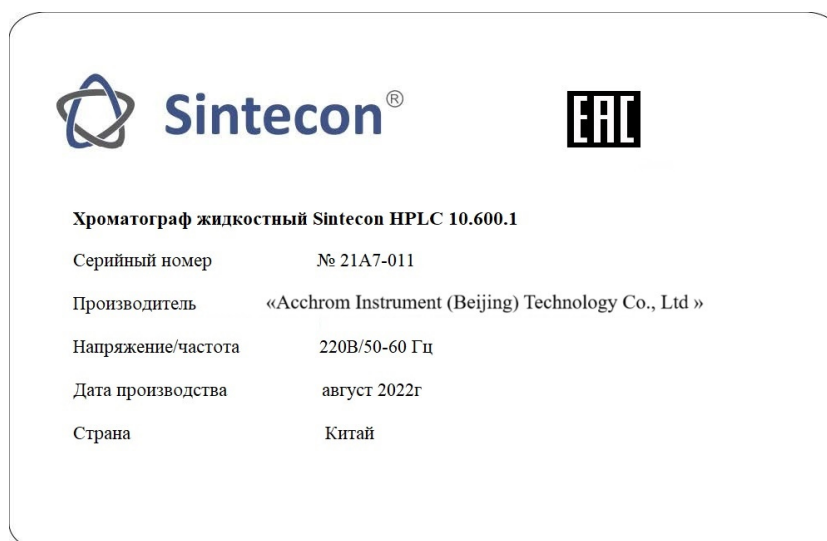 Sintecon®
EAC
Хроматограф жидкостный Sintecon HPLC 10.600.1
Серийный номер № 21A7-011
Производитель «Acchrom Instrument (Beijing) Technology Co., Ltd »
Напряжение/частота 220В/50-60 Гц
Дата производства август 2022г
Страна Китай